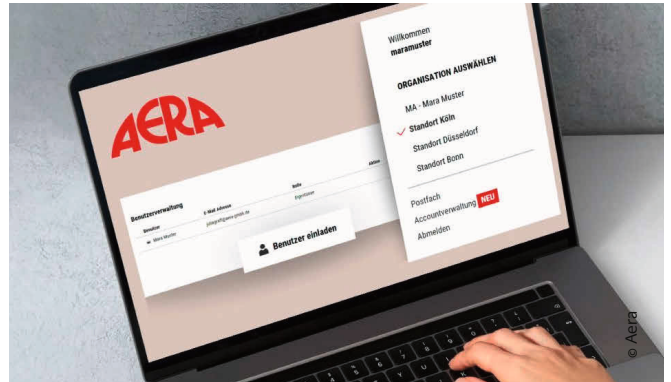 AERA
Willkommen
maramuster
ORGANISATION AUSWÄHLEN
MA - Mara Muster
Standort Köln
Standort Düsseldorf
Standort Bonn
Postfach
Accountverwaltung NEU
Abmelden
Benutzerverwaltung
Benutzer E-Mail Adresse Rolle Aktion
Mara Muster Eigentümer
Benutzer einladen
© Aera